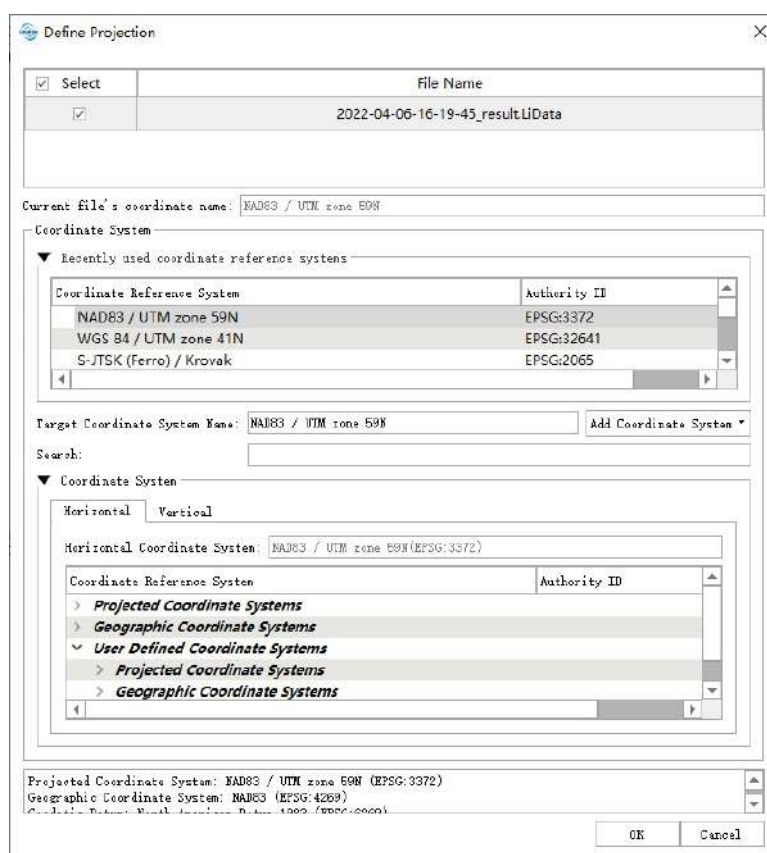 Define Projection
Select File Name
2022-04-06-16-19-45_result.LiData
Current file's coordinate name: NAD83 / UTM zone 59N
Coordinate System
Recently used coordinate reference systems
Coordinate Reference System Authority ID
NAD83 / UTM zone 59N EPSG:3372
WGS 84 / UTM zone 41N EPSG:32641
S-JTSK (Ferro) / Krovak EPSG:2065
Target Coordinate System Name: NAD83 / UTM zone 59N Add Coordinate System
Search:
Coordinate System
Horizontal Vertical
Horizontal Coordinate System: NAD83 / UTM zone 59N(EPSG:3372)
Coordinate Reference System Authority ID
Projected Coordinate Systems
Geographic Coordinate Systems
User Defined Coordinate Systems
Projected Coordinate Systems
Geographic Coordinate Systems
Projected Coordinate System: NAD83 / UTM zone 59N (EPSG:3372)
Geographic Coordinate System: NAD83 (EPSG:4269)
OK Cancel